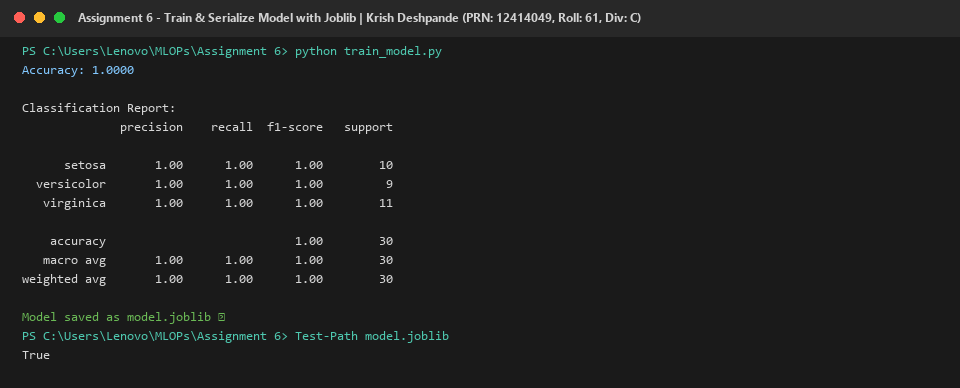 Assignment 6 - Train & Serialize Model with Joblib | Krish Deshpande (PRN: 12414049, Roll: 61, Div: C)
PS C:\Users\Lenovo\MLOPs\Assignment 6> python train_model.py
Accuracy: 1.0000
Classification Report:
precision recall f1-score support
setosa 1.00 1.00 1.00 10
versicolor 1.00 1.00 1.00 9
virginica 1.00 1.00 1.00 11
accuracy 1.00 30
macro avg 1.00 1.00 1.00 30
weighted avg 1.00 1.00 1.00 30
Model saved as model.joblib
PS C:\Users\Lenovo\MLOPs\Assignment 6> Test-Path model.joblib
True